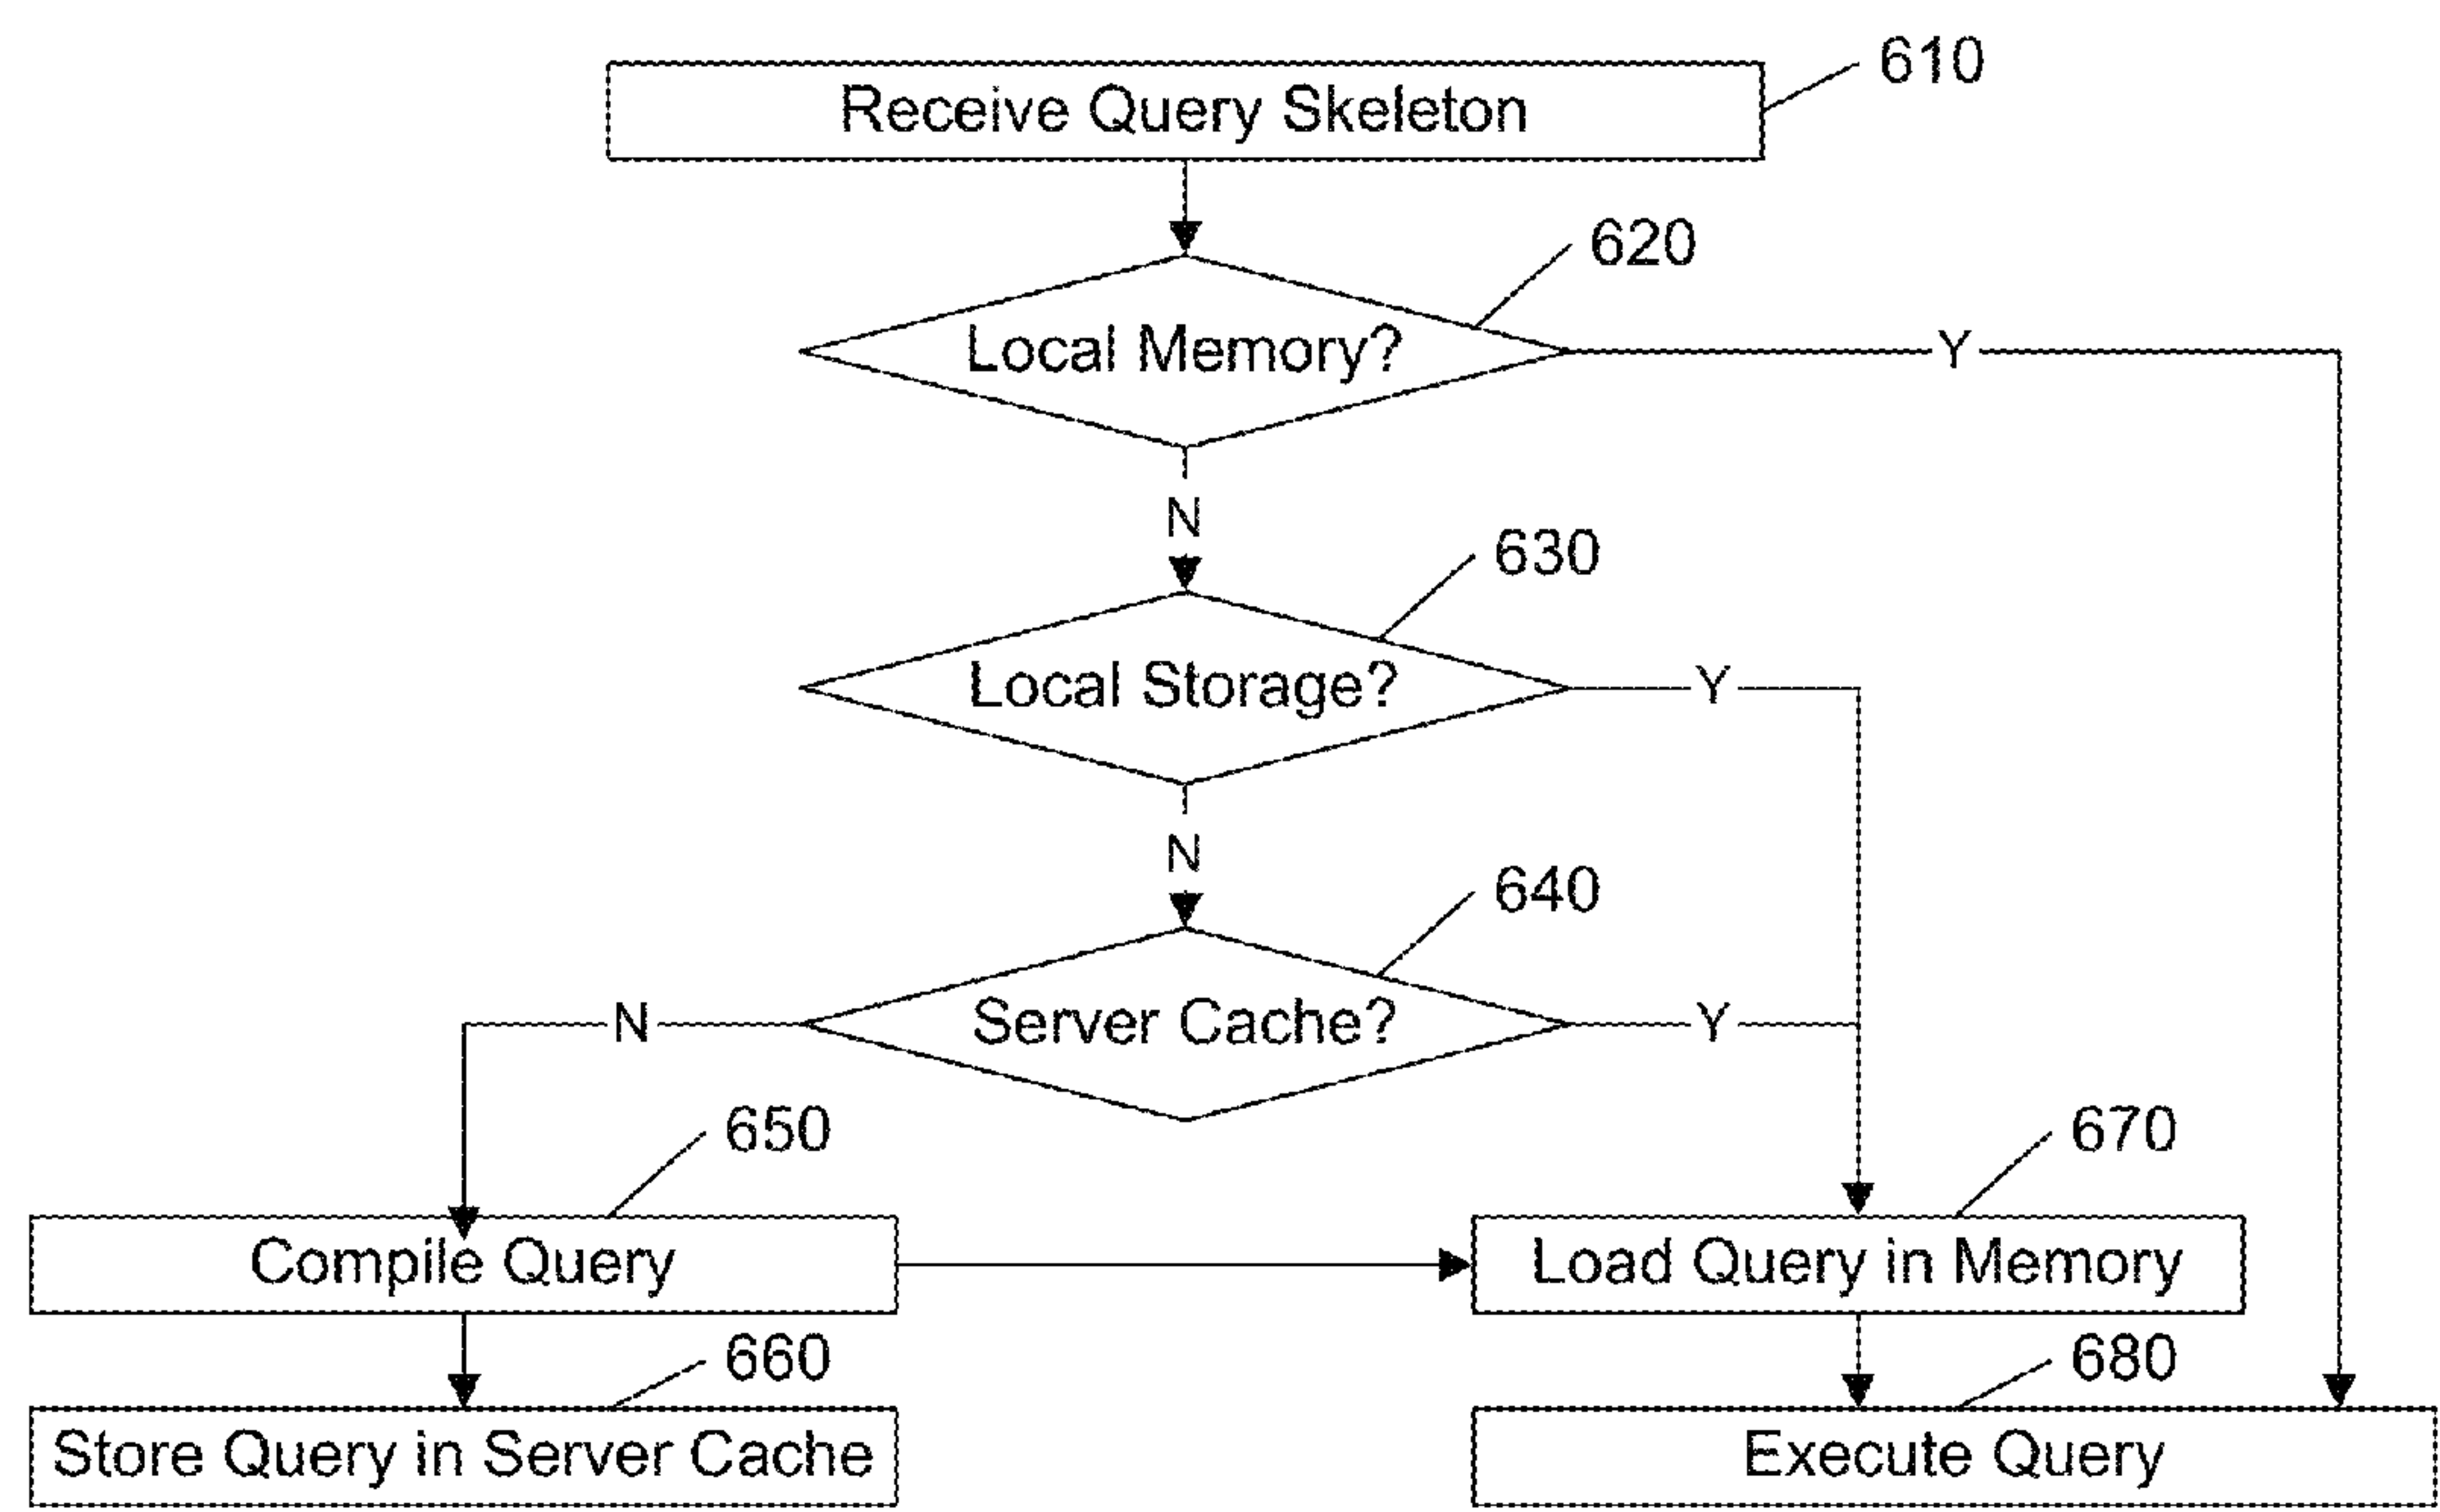 610
Receive Query Skeleton
620
Local Memory?
Y
N
630
Local Storage?
Y
N
640
Server Cache?
N
Y
650
670
Compile Query
Load Query in Memory
660
680
Store Query in Server Cache
Execute Query